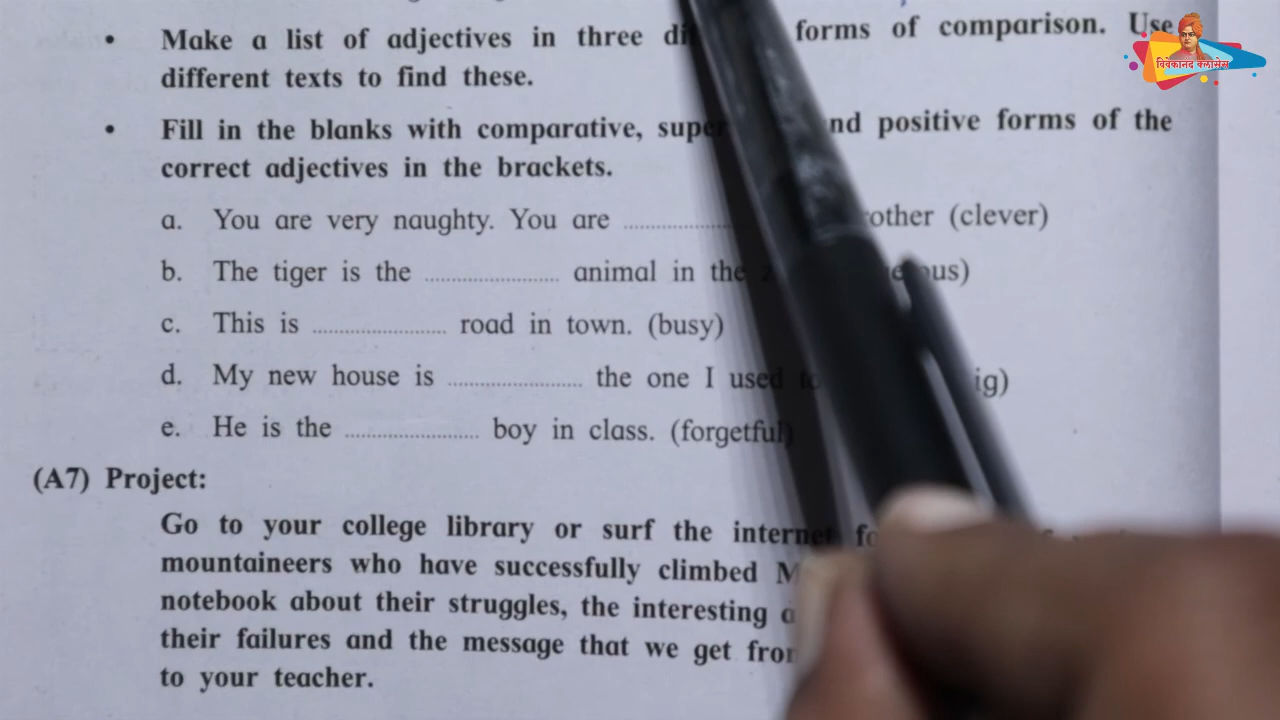 • Make a list of adjectives in three forms of comparison. Use
different texts to find these.
• Fill in the blanks with comparative, positive forms of the
correct adjectives in the brackets.
a. You are very naughty. You are .................... (clever)
b. The tiger is the ........................ animal in the
c. This is ........................ road in town. (busy)
d. My new house is ........................ the one I used
e. He is the ........................ boy in class. (forgetful)
(A7) Project:
Go to your college library or surf the internet
mountaineers who have successfully climbed
notebook about their struggles, the interesting
their failures and the message that we get
to your teacher.
विवेकानंद क्लासेस